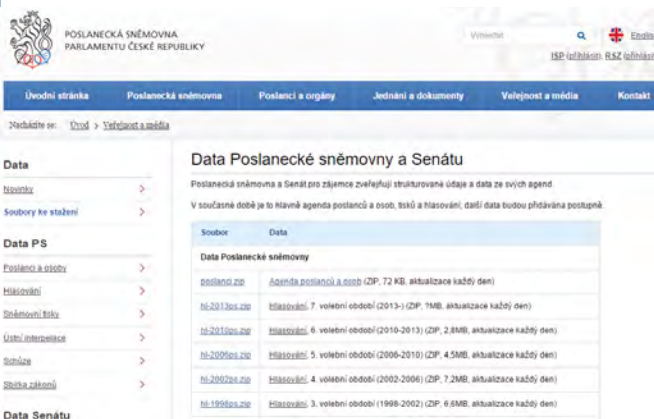 POSLANECKÁ SNĚMOVNA
PARLAMENTU ČESKÉ REPUBLIKY
Vyhledat
ISP (přihlásit), RSZ (přihlásit)
Úvodní stránka Poslanecká sněmovna Poslanci a orgány Jednání a dokumenty Veřejnost a média Kontakt
Nacházíte se: Úvod > Veřejnost a média
Data
Novinky
Soubory ke stažení
Data PS
Poslanci a osoby
Hlasování
Sněmovní tisky
Ústní interpelace
Schůze
Sbírka zákonů
Data Senátu
Data Poslanecké sněmovny a Senátu
Poslanecká sněmovna a Senát pro zájemce zveřejňují strukturované údaje a data ze svých agend.
V současné době je to hlavně agenda poslanců a osob, tisků a hlasování, další data budou přidávána postupně.
Soubor Data
Data Poslanecké sněmovny
poslanci.zip Agenda poslanců a osob (ZIP, 72 KB, aktualizace každý den)
hl-2013ps.zip Hlasování, 7. volební období (2013-) (ZIP, ?MB, aktualizace každý den)
hl-2010ps.zip Hlasování, 6. volební období (2010-2013) (ZIP, 2,8MB, aktualizace každý den)
hl-2006ps.zip Hlasování, 5. volební období (2006-2010) (ZIP, 4,5MB, aktualizace každý den)
hl-2002ps.zip Hlasování, 4. volební období (2002-2006) (ZIP, 7,2MB, aktualizace každý den)
hl-1998ps.zip Hlasování, 3. volební období (1998-2002) (ZIP, 6,6MB, aktualizace každý den)